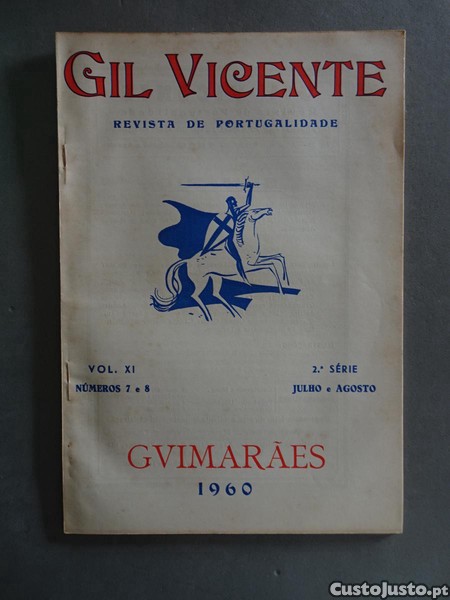 GIL VICENTE
REVISTA DE PORTUGALIDADE
VOL. XI
NÚMEROS 7 e 8
2.ª SÉRIE
JULHO e AGOSTO
GVIMARÃES
1960
CustoJusto.pt